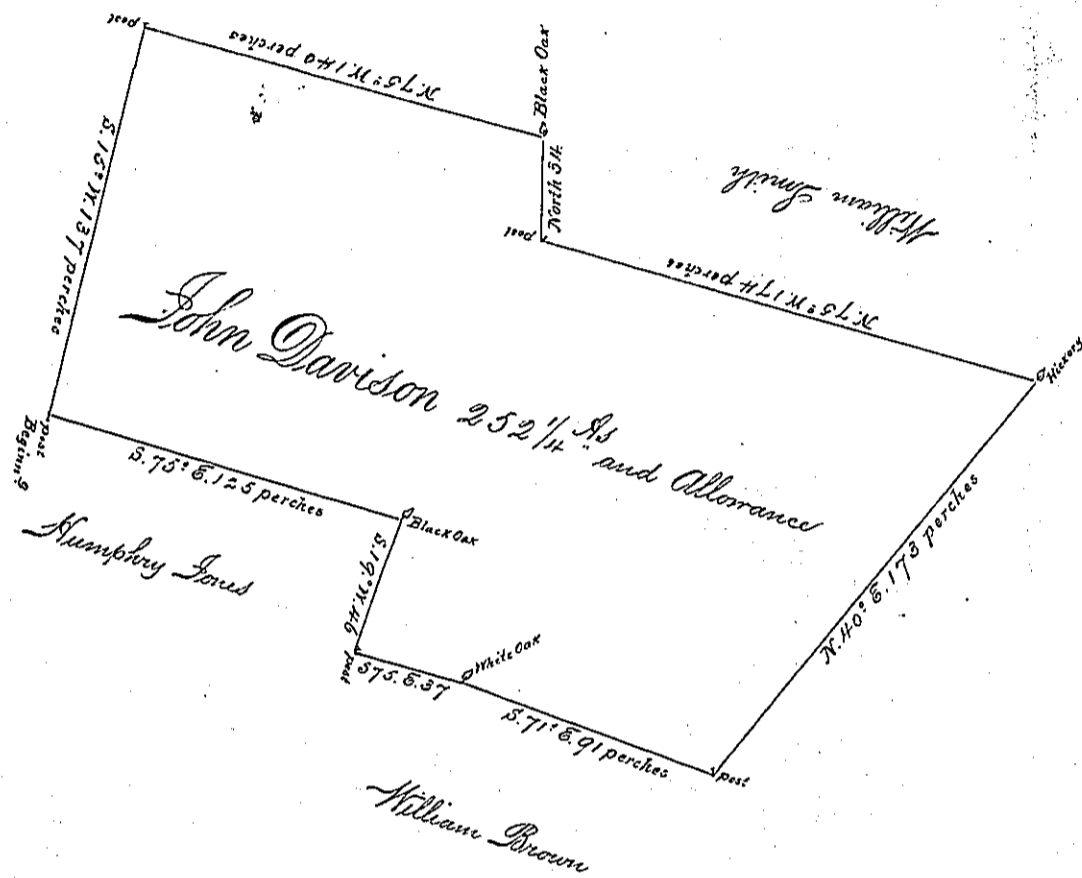 post
N. 75° W. 140 perches
Black Oak
North 34.
post
William Smith
N. 75° W. 174 perches
Hickory
S. 15° W. 137 perches
John Davison 252 1/4 As and Allowance
post
Beginn.g
S. 75° E. 125 perches
Black Oak
Humphry Jones
S. 19° W. 46
post
S 75. E. 37
White Oak
S. 71° E. 91 perches
post
N. 40° E. 173 perches
William Brown